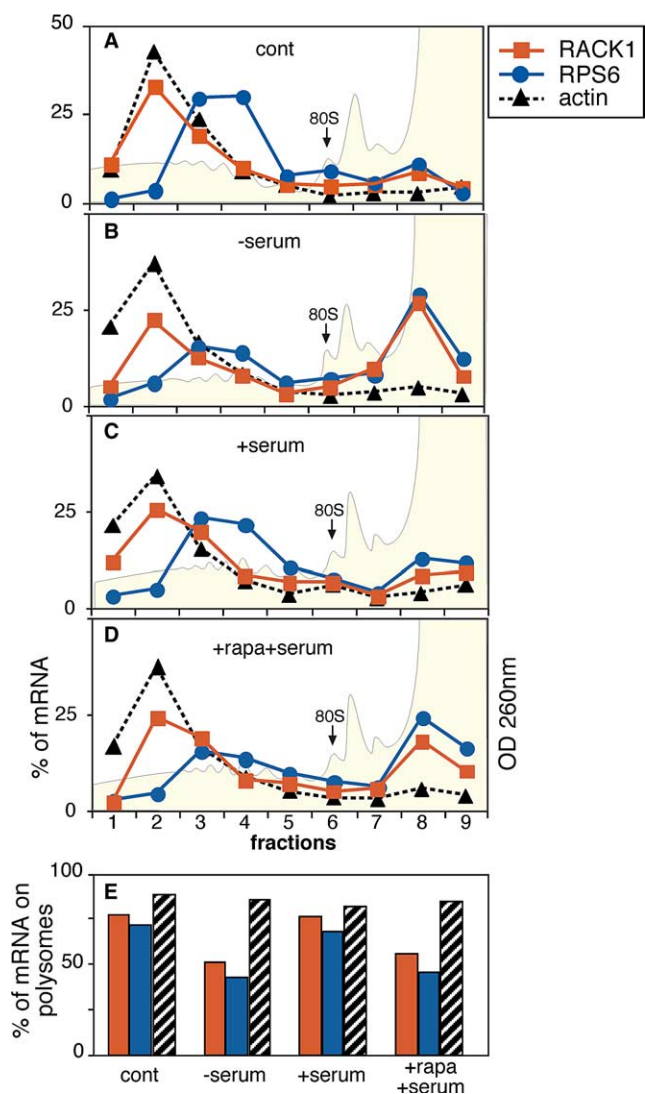 50
A
cont
RACK1
RPS6
actin
25
80S
0
B
-serum
25
80S
0
C
+serum
25
80S
0
D
+rapa+serum
25
80S
0
% of mRNA
OD 260nm
1 2 3 4 5 6 7 8 9
fractions
100
E
50
0
% of mRNA on
polysomes
cont -serum +serum +rapa
+serum